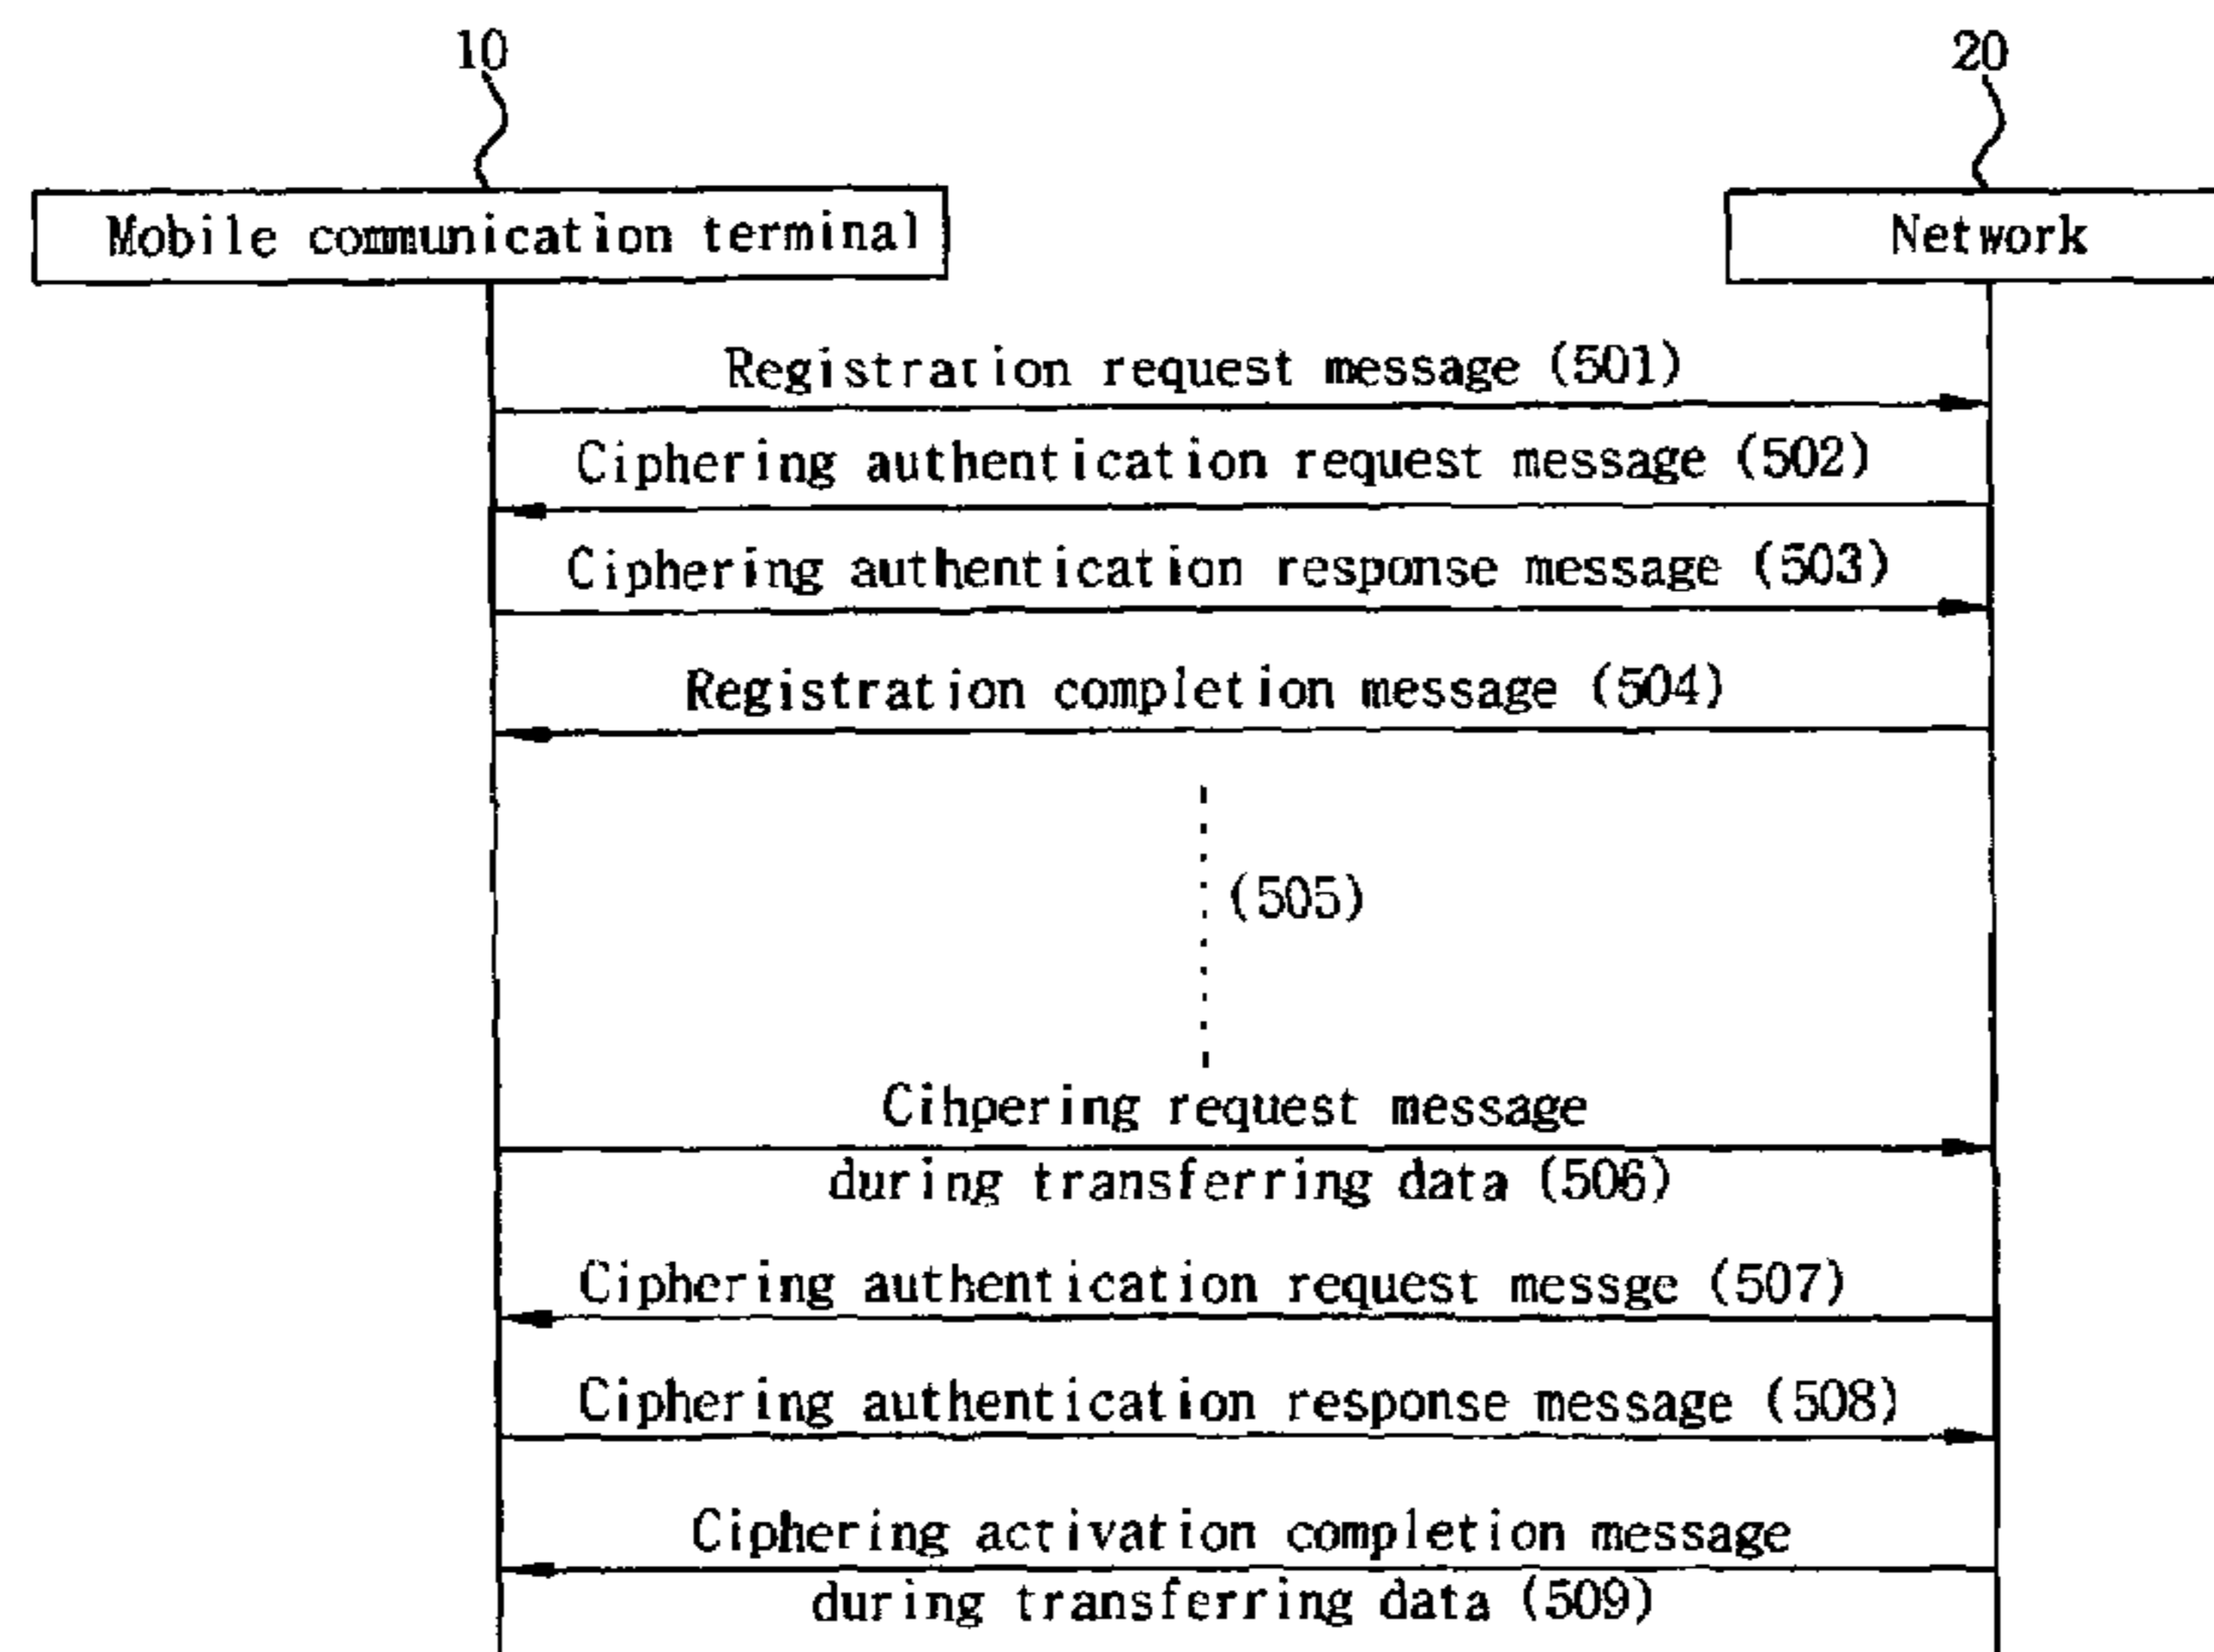 10
20
Mobile communication terminal
Network
Registration request message (501)
Ciphering authentication request message (502)
Ciphering authentication response message (503)
Registration completion message (504)
(505)
Cihpering request message
during transferring data (506)
Ciphering authentication request messge (507)
Ciphering authentication response message (508)
Ciphering activation completion message
during transferring data (509)